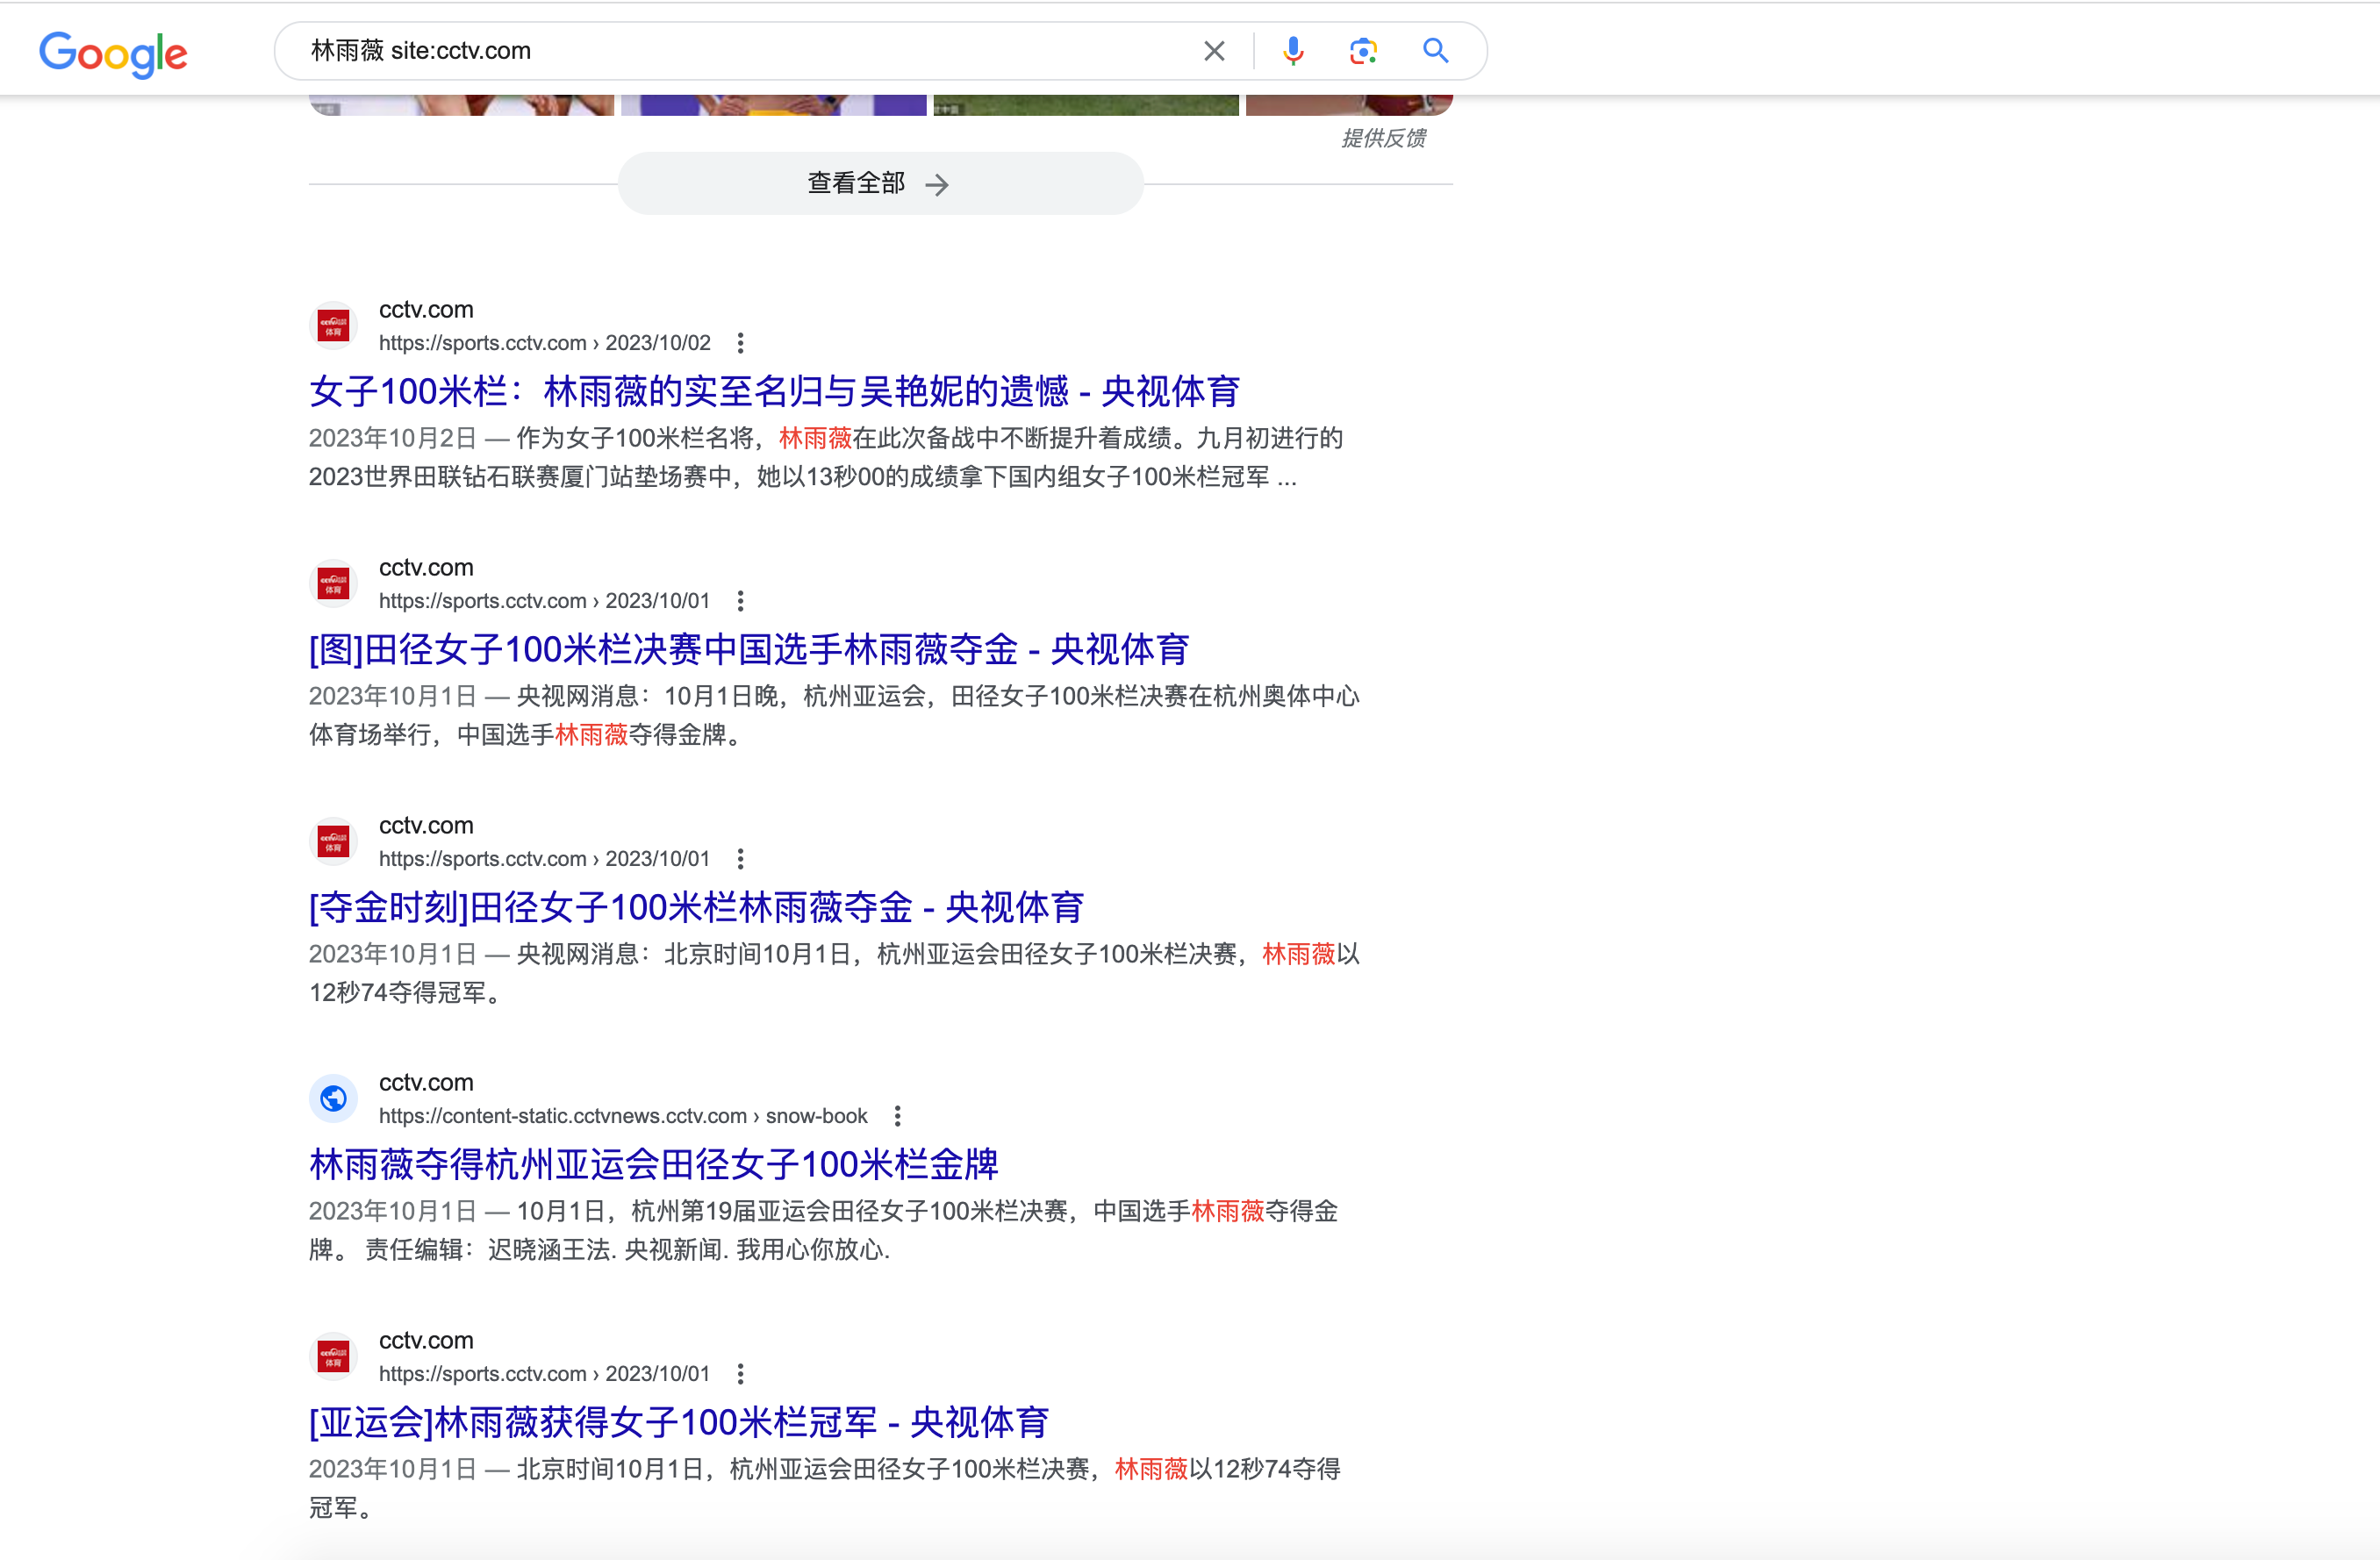 Google
林雨薇 site:cctv.com
提供反馈
查看全部
cctv.com
https://sports.cctv.com › 2023/10/02
女子100米栏：林雨薇的实至名归与吴艳妮的遗憾 - 央视体育
2023年10月2日 — 作为女子100米栏名将，林雨薇在此次备战中不断提升着成绩。九月初进行的
2023世界田联钻石联赛厦门站垫场赛中，她以13秒00的成绩拿下国内组女子100米栏冠军 ...
cctv.com
https://sports.cctv.com › 2023/10/01
[图]田径女子100米栏决赛中国选手林雨薇夺金 - 央视体育
2023年10月1日 — 央视网消息：10月1日晚，杭州亚运会，田径女子100米栏决赛在杭州奥体中心
体育场举行，中国选手林雨薇夺得金牌。
cctv.com
https://sports.cctv.com › 2023/10/01
[夺金时刻]田径女子100米栏林雨薇夺金 - 央视体育
2023年10月1日 — 央视网消息：北京时间10月1日，杭州亚运会田径女子100米栏决赛，林雨薇以
12秒74夺得冠军。
cctv.com
https://content-static.cctvnews.cctv.com › snow-book
林雨薇夺得杭州亚运会田径女子100米栏金牌
2023年10月1日 — 10月1日，杭州第19届亚运会田径女子100米栏决赛，中国选手林雨薇夺得金
牌。 责任编辑：迟晓涵王法. 央视新闻. 我用心你放心.
cctv.com
https://sports.cctv.com › 2023/10/01
[亚运会]林雨薇获得女子100米栏冠军 - 央视体育
2023年10月1日 — 北京时间10月1日，杭州亚运会田径女子100米栏决赛，林雨薇以12秒74夺得
冠军。